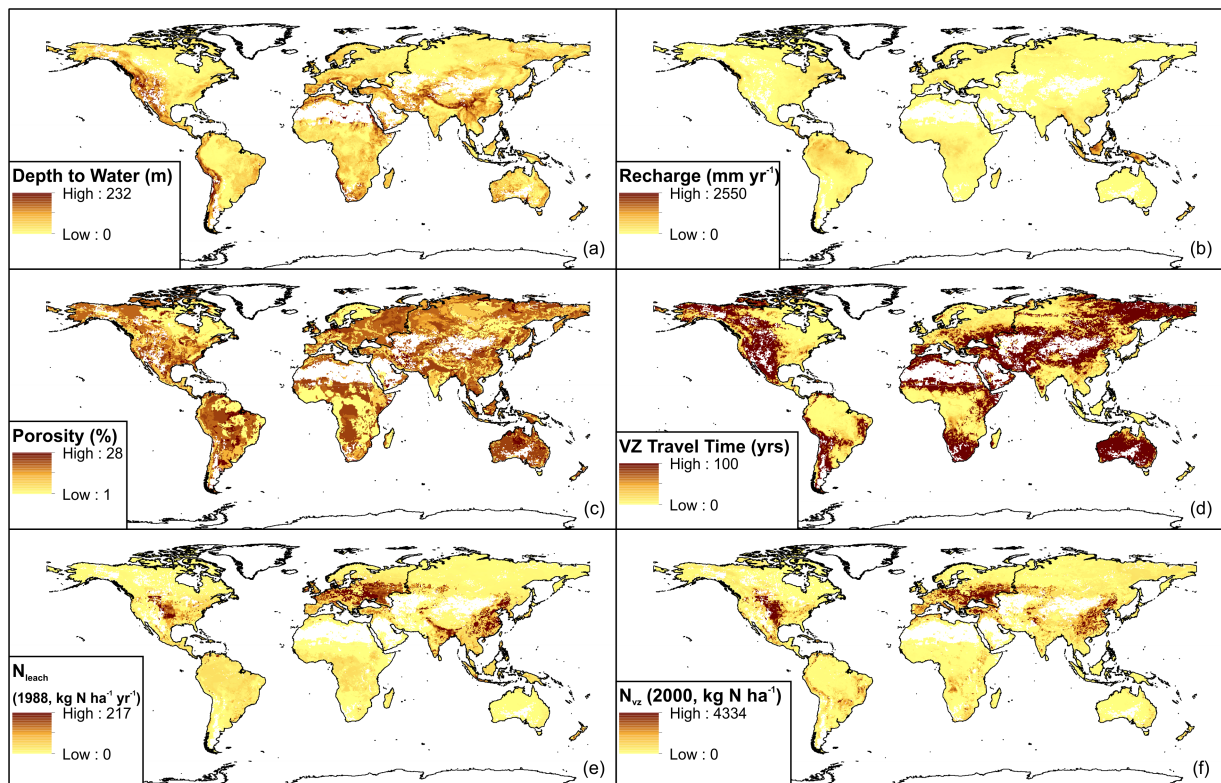 Depth to Water (m)
High : 232
Low : 0
(a)
Recharge (mm yr⁻¹)
High : 2550
Low : 0
(b)
Porosity (%)
High : 28
Low : 1
(c)
VZ Travel Time (yrs)
High : 100
Low : 0
(d)
N_leach
(1988, kg N ha⁻¹ yr⁻¹)
High : 217
Low : 0
(e)
N_vz (2000, kg N ha⁻¹)
High : 4334
Low : 0
(f)